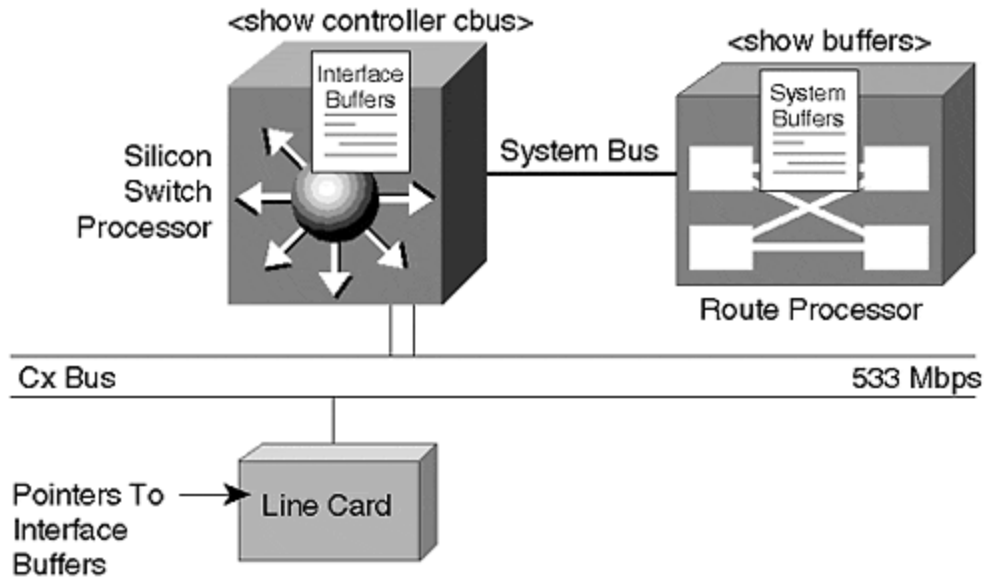 <show controller cbus>
Interface
Buffers
Silicon
Switch
Processor
System Bus
<show buffers>
System
Buffers
Route Processor
Cx Bus
533 Mbps
Pointers To
Interface
Buffers
Line Card